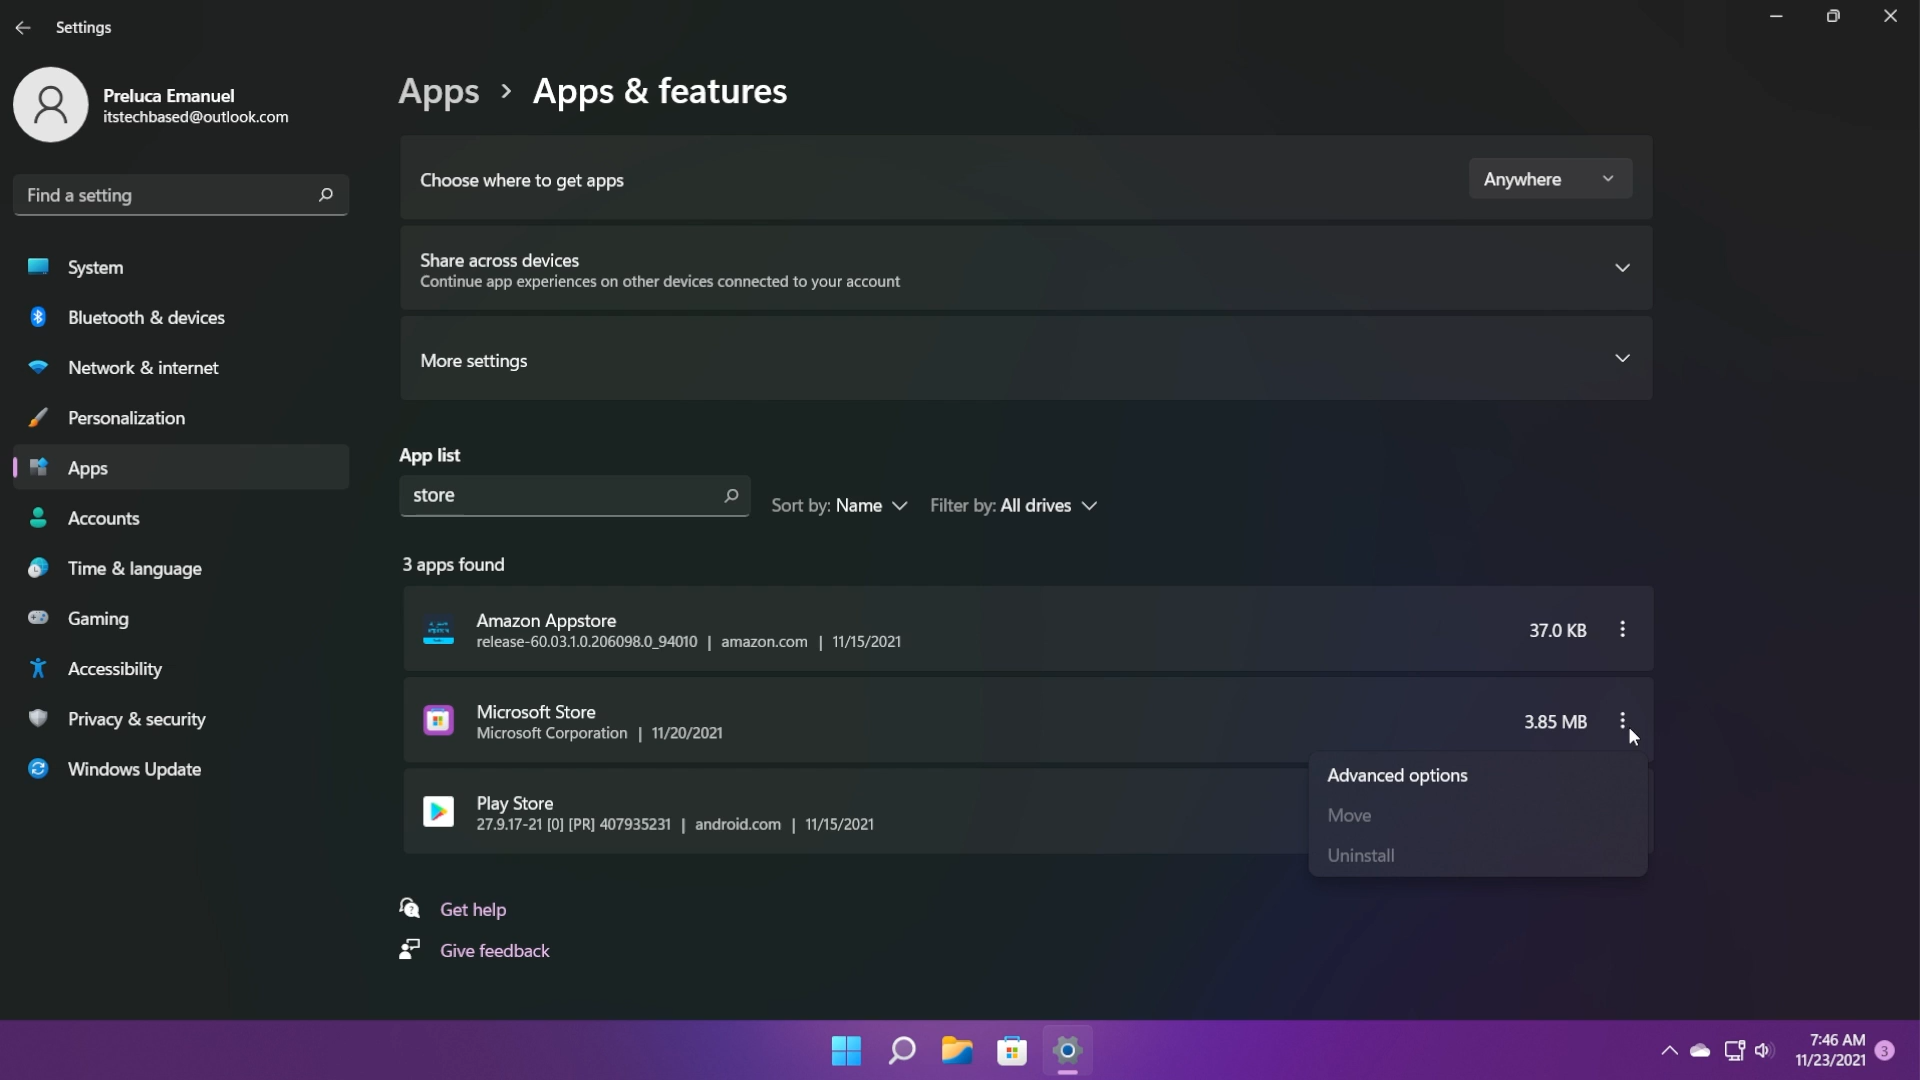 Settings
Preluca Emanuel
itstechbased@outlook.com
Find a setting
System
Bluetooth & devices
Network & internet
Personalization
Apps
Accounts
Time & language
Gaming
Accessibility
Privacy & security
Windows Update
Apps > Apps & features
Choose where to get apps
Anywhere
Share across devices
Continue app experiences on other devices connected to your account
More settings
App list
store
Sort by: Name
Filter by: All drives
3 apps found
Amazon Appstore
release-60.03.1.0.206098.0_94010 | amazon.com | 11/15/2021
37.0 KB
Microsoft Store
Microsoft Corporation | 11/20/2021
3.85 MB
Advanced options
Move
Uninstall
Play Store
27.9.17-21 [0] [PR] 407935231 | android.com | 11/15/2021
Get help
Give feedback
7:46 AM
11/23/2021
3